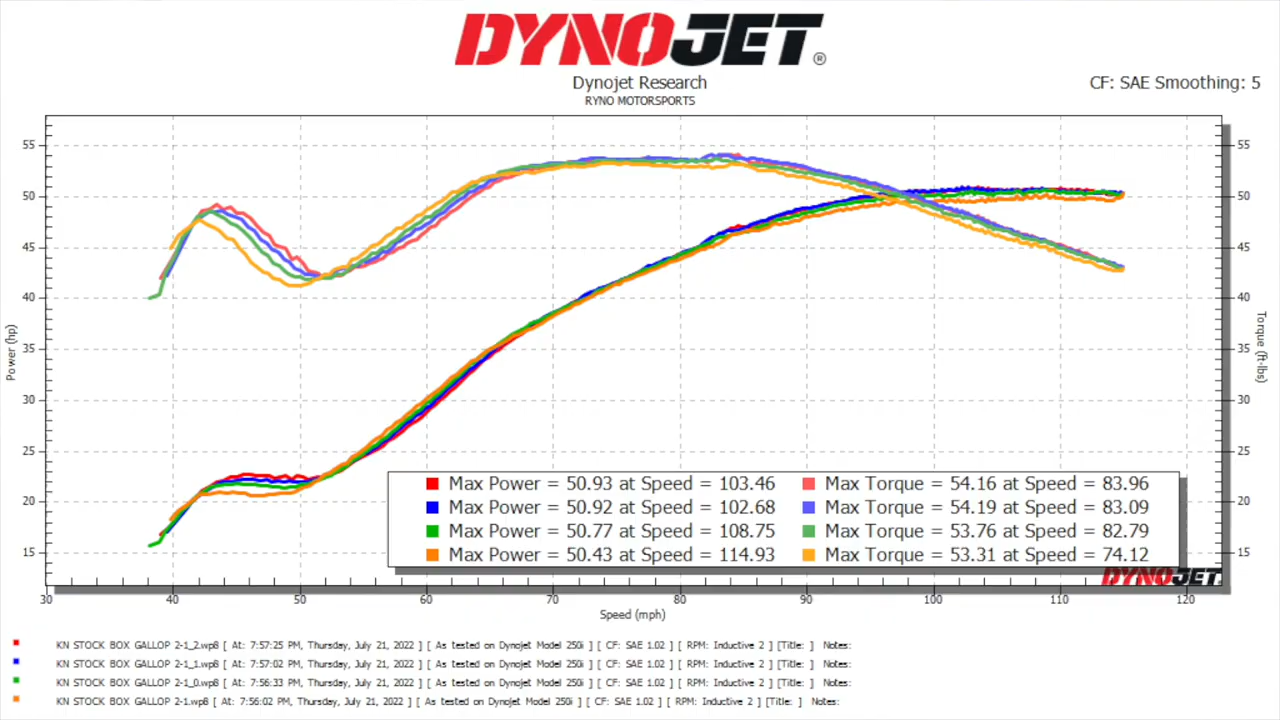 DYNOJET®
Dynojet Research
CF: SAE Smoothing: 5
RYNO MOTORSPORTS
55 55
50 50
45 45
40 40
35 35
30 30
25 25
20 20
15 15
Power (hp)
Torque (ft-lbs)
Max Power = 50.93 at Speed = 103.46 Max Torque = 54.16 at Speed = 83.96
Max Power = 50.92 at Speed = 102.68 Max Torque = 54.19 at Speed = 83.09
Max Power = 50.77 at Speed = 108.75 Max Torque = 53.76 at Speed = 82.79
Max Power = 50.43 at Speed = 114.93 Max Torque = 53.31 at Speed = 74.12
DYNOJET
30 40 50 60 70 80 90 100 110 120
Speed (mph)
KN STOCK BOX GALLOP 2-1_2.wp8 [ At: 7:57:25 PM, Thursday, July 21, 2022 ] [ As tested on Dynojet Model 250i ] [ CF: SAE 1.02 ] [ RPM: Inductive 2 ] [Title: ] Notes:
KN STOCK BOX GALLOP 2-1_1.wp8 [ At: 7:57:02 PM, Thursday, July 21, 2022 ] [ As tested on Dynojet Model 250i ] [ CF: SAE 1.02 ] [ RPM: Inductive 2 ] [Title: ] Notes:
KN STOCK BOX GALLOP 2-1_0.wp8 [ At: 7:56:33 PM, Thursday, July 21, 2022 ] [ As tested on Dynojet Model 250i ] [ CF: SAE 1.02 ] [ RPM: Inductive 2 ] [Title: ] Notes:
KN STOCK BOX GALLOP 2-1.wp8 [ At: 7:56:02 PM, Thursday, July 21, 2022 ] [ As tested on Dynojet Model 250i ] [ CF: SAE 1.02 ] [ RPM: Inductive 2 ] [Title: ] Notes: